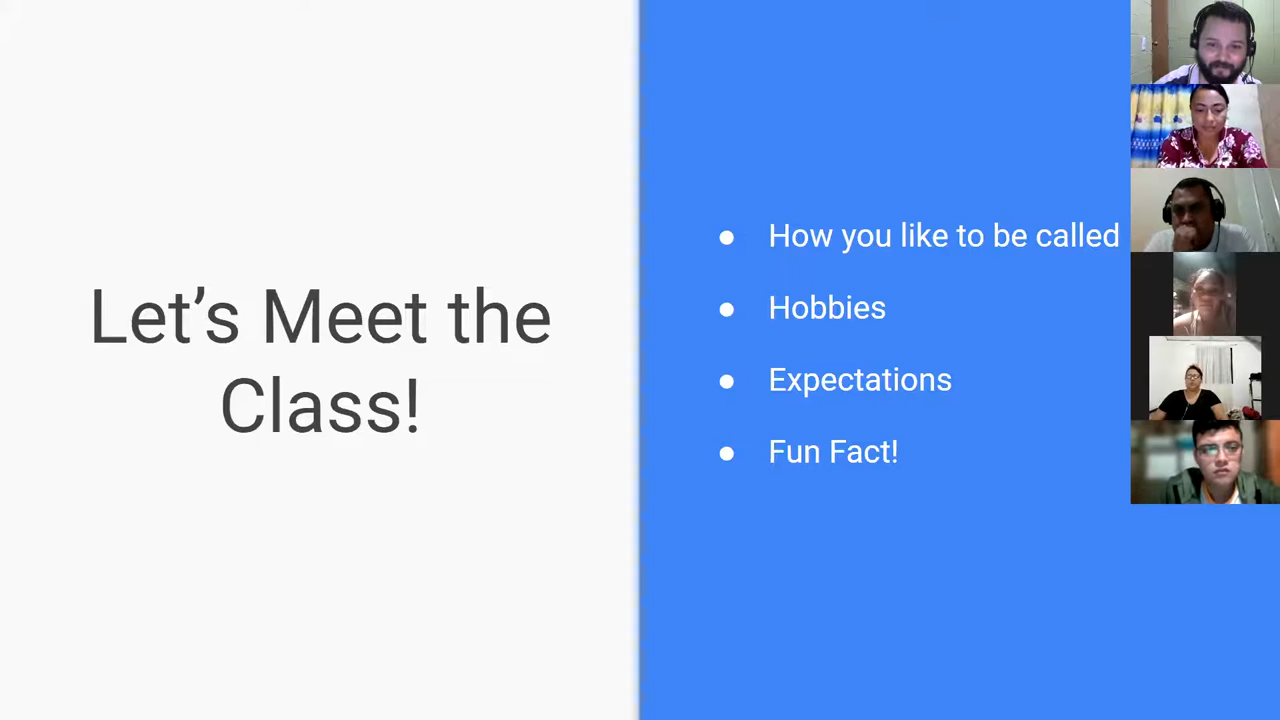 Let’s Meet the
Class!
● How you like to be called
● Hobbies
● Expectations
● Fun Fact!